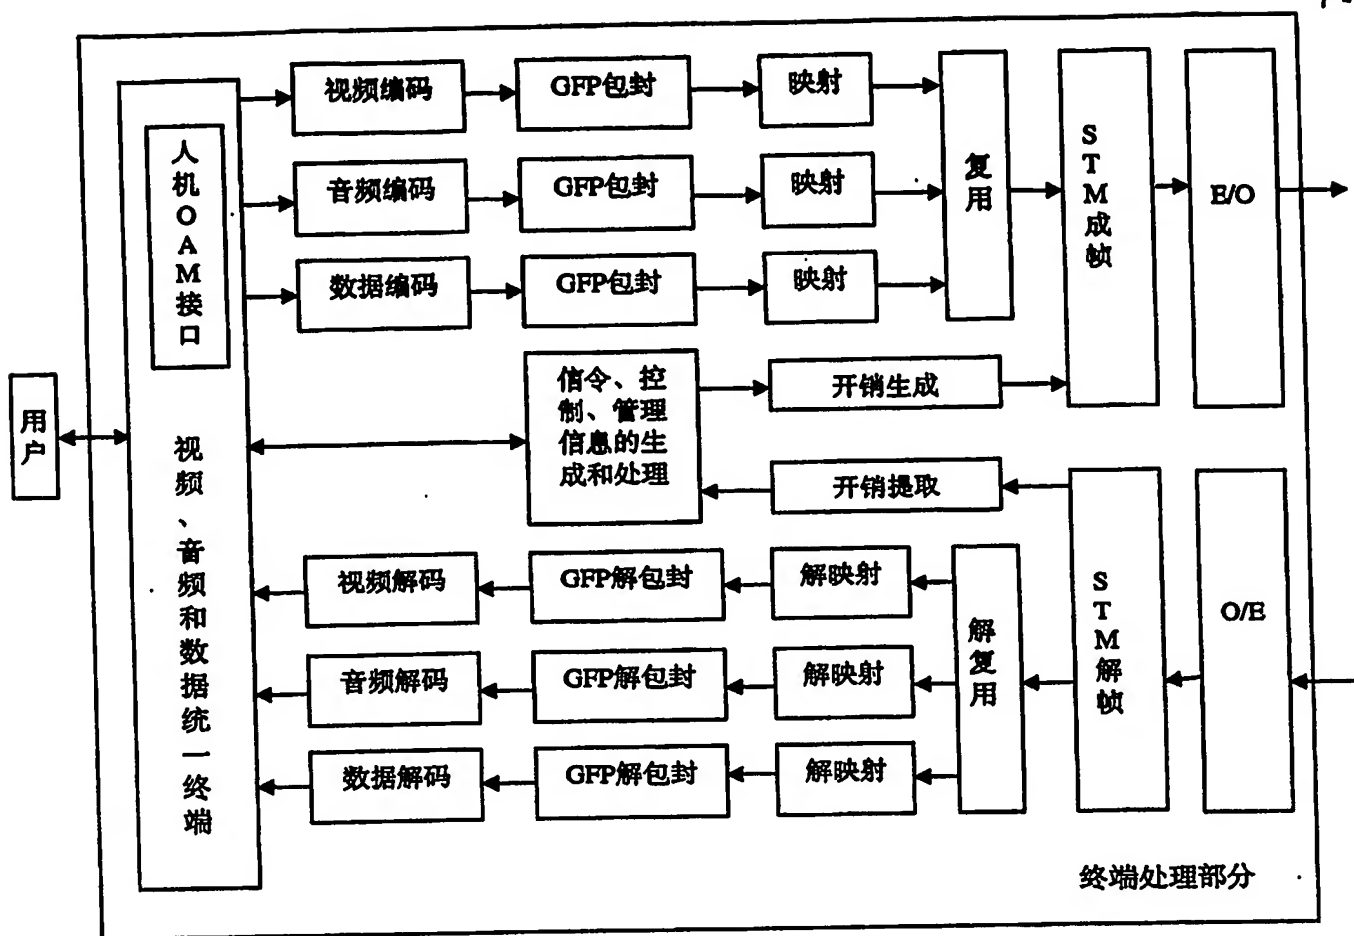 视频编码
GFP包封
映射
人机OAM接口
音频编码
GFP包封
映射
复用
STM成帧
E/O
数据编码
GFP包封
映射
用户
信令、控
制、管理
信息的生
成和处理
开销生成
开销提取
视频、音频和数据统一终端
视频解码
GFP解包封
解映射
音频解码
GFP解包封
解映射
解复用
STM解帧
O/E
数据解码
GFP解包封
解映射
终端处理部分